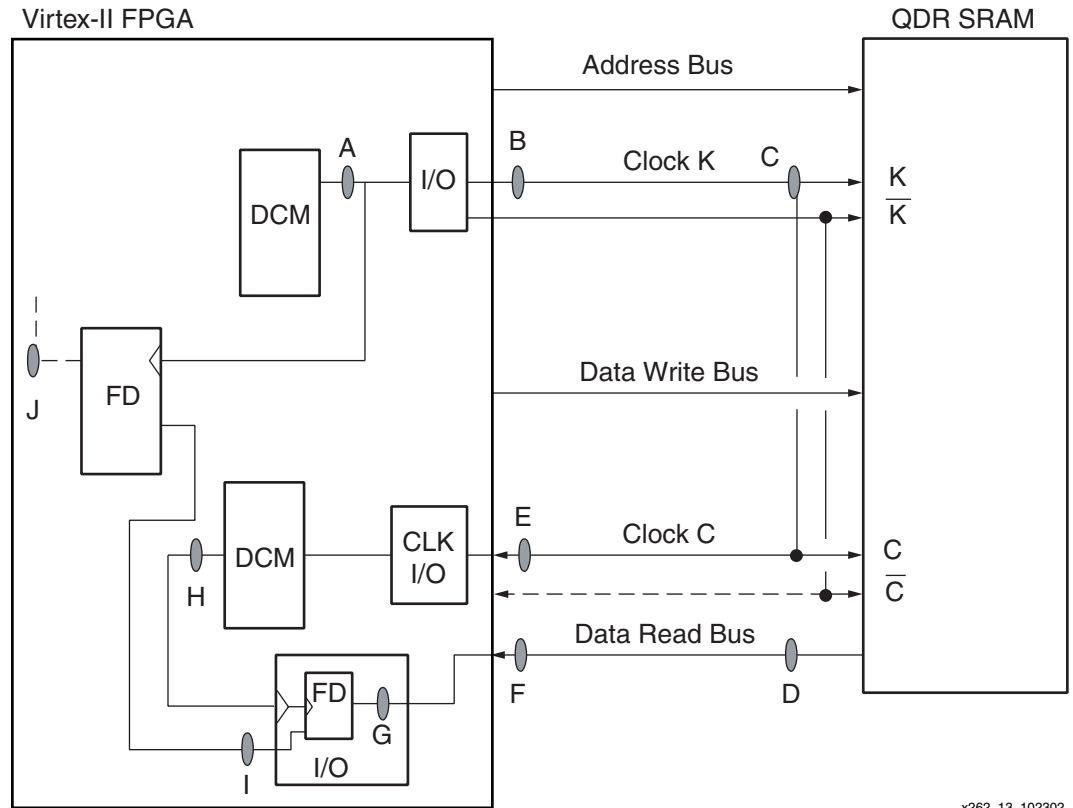 Virtex-II FPGA
QDR SRAM
Address Bus
A
B
C
Clock K
I/O
K
K̅
DCM
Data Write Bus
FD
J
E
Clock C
CLK
I/O
C
C̅
DCM
H
Data Read Bus
F
D
FD
G
I/O
I
x262_13_102302